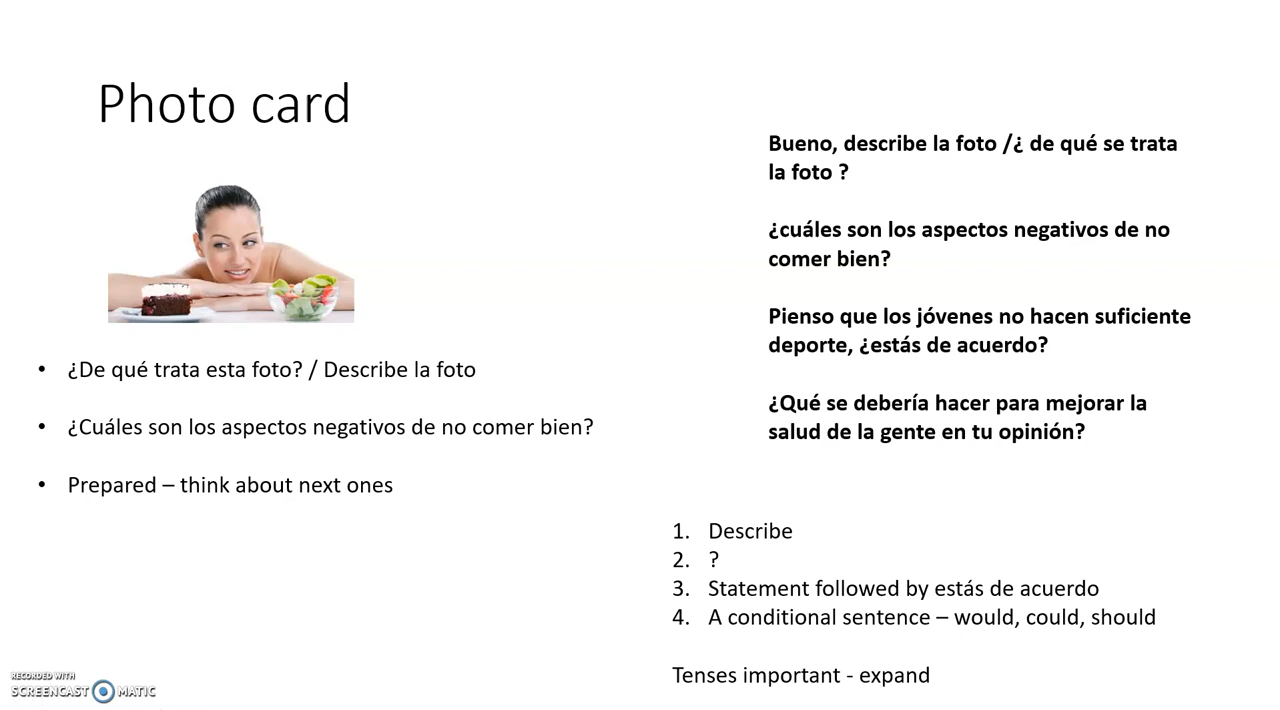 Photo card
• ¿De qué trata esta foto? / Describe la foto
• ¿Cuáles son los aspectos negativos de no comer bien?
• Prepared – think about next ones
Bueno, describe la foto /¿ de qué se trata
la foto ?
¿cuáles son los aspectos negativos de no
comer bien?
Pienso que los jóvenes no hacen suficiente
deporte, ¿estás de acuerdo?
¿Qué se debería hacer para mejorar la
salud de la gente en tu opinión?
1. Describe
2. ?
3. Statement followed by estás de acuerdo
4. A conditional sentence – would, could, should
Tenses important - expand
RECORDED WITH
SCREENCAST MATIC